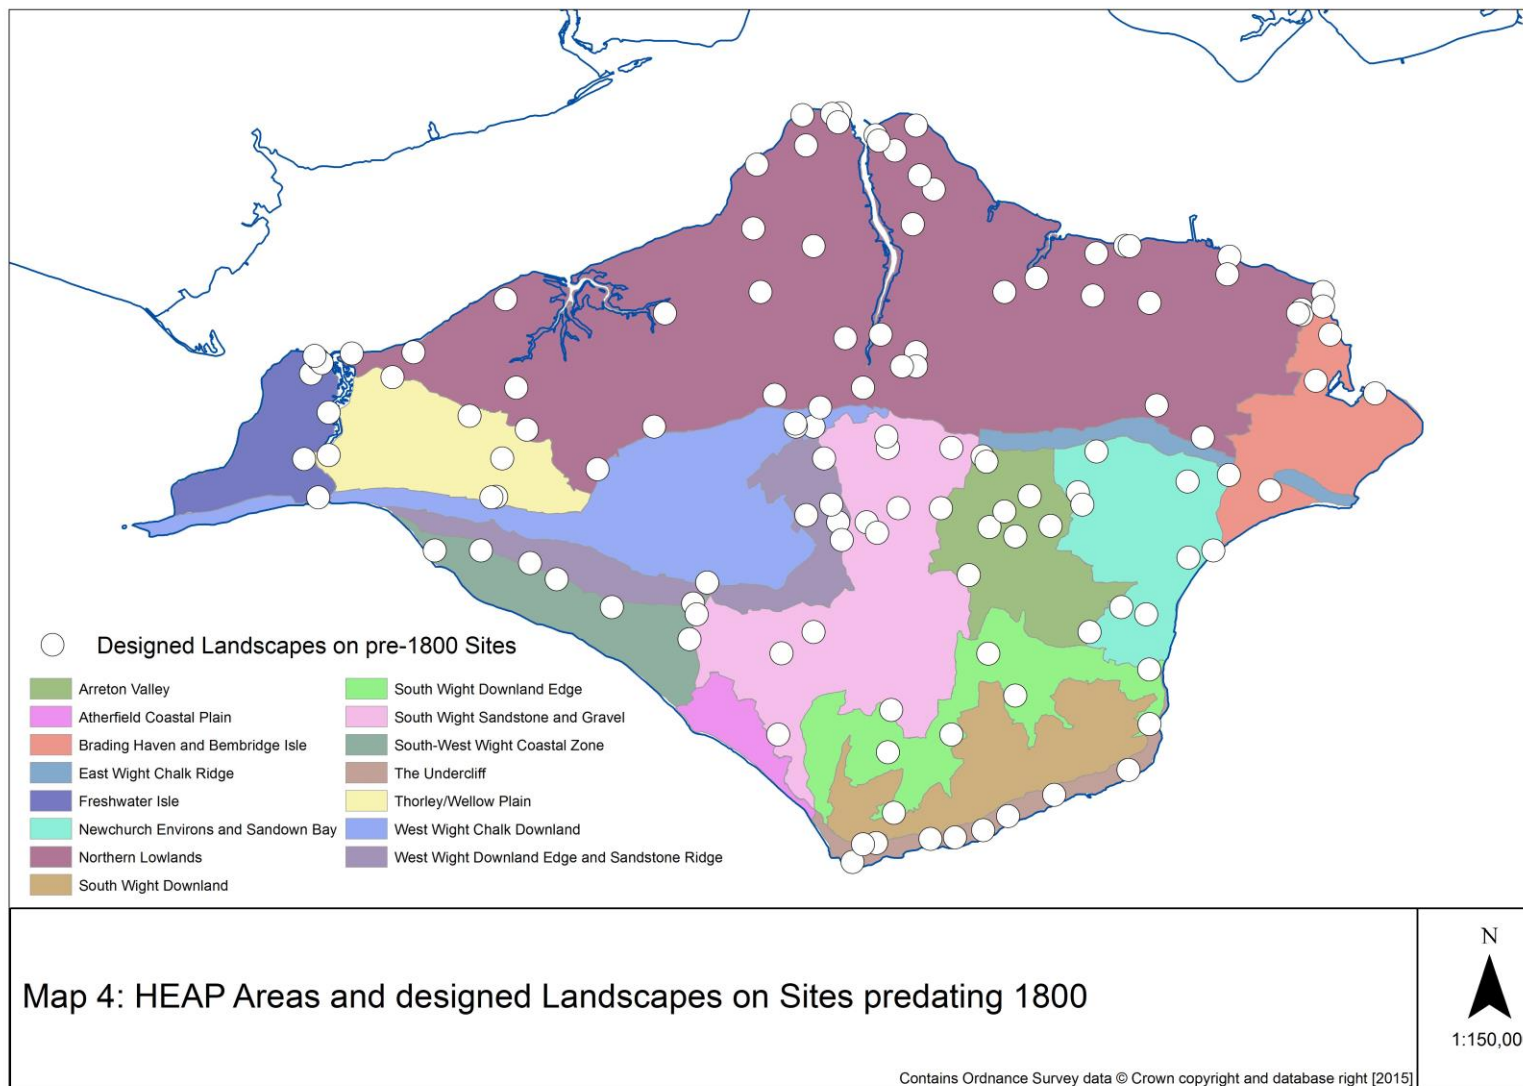 Designed Landscapes on pre-1800 Sites
Arreton Valley
Atherfield Coastal Plain
Brading Haven and Bembridge Isle
East Wight Chalk Ridge
Freshwater Isle
Newchurch Environs and Sandown Bay
Northern Lowlands
South Wight Downland
South Wight Downland Edge
South Wight Sandstone and Gravel
South-West Wight Coastal Zone
The Undercliff
Thorley/Wellow Plain
West Wight Chalk Downland
West Wight Downland Edge and Sandstone Ridge
Map 4: HEAP Areas and designed Landscapes on Sites predating 1800
N
1:150,00
Contains Ordnance Survey data © Crown copyright and database right [2015]